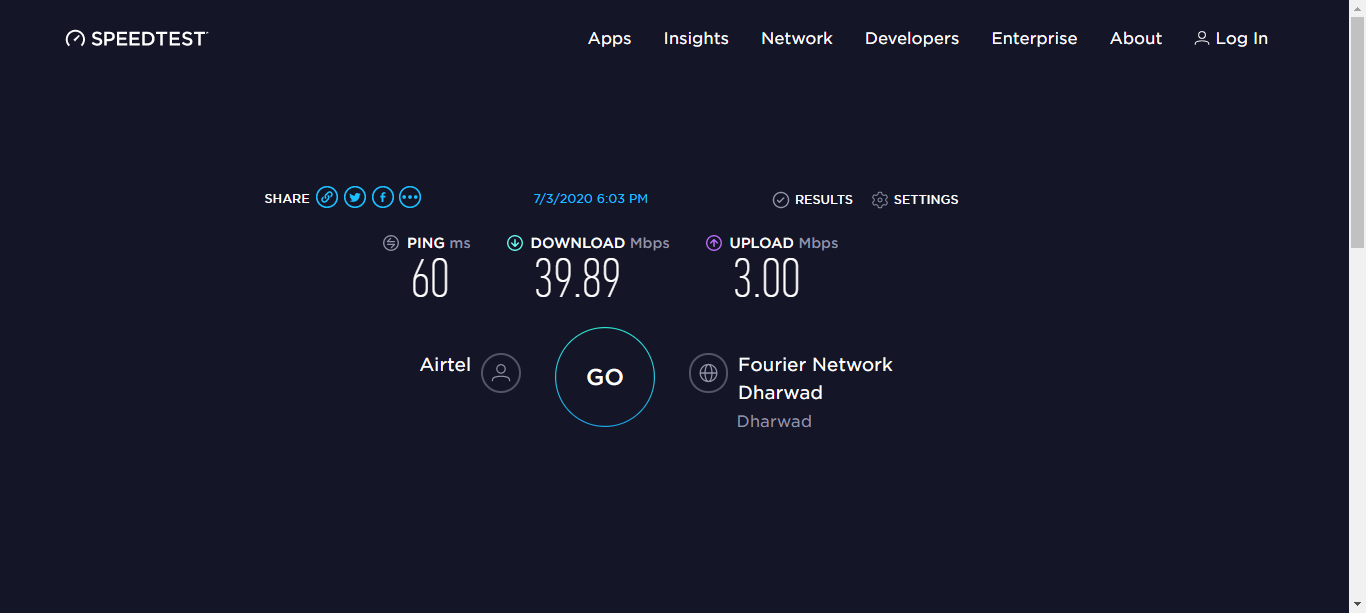 SPEEDTEST Apps Insights Network Developers Enterprise About Log In
SHARE 7/3/2020 6:03 PM RESULTS SETTINGS
PING ms DOWNLOAD Mbps UPLOAD Mbps
60 39.89 3.00
Airtel GO Fourier Network
Dharwad
Dharwad